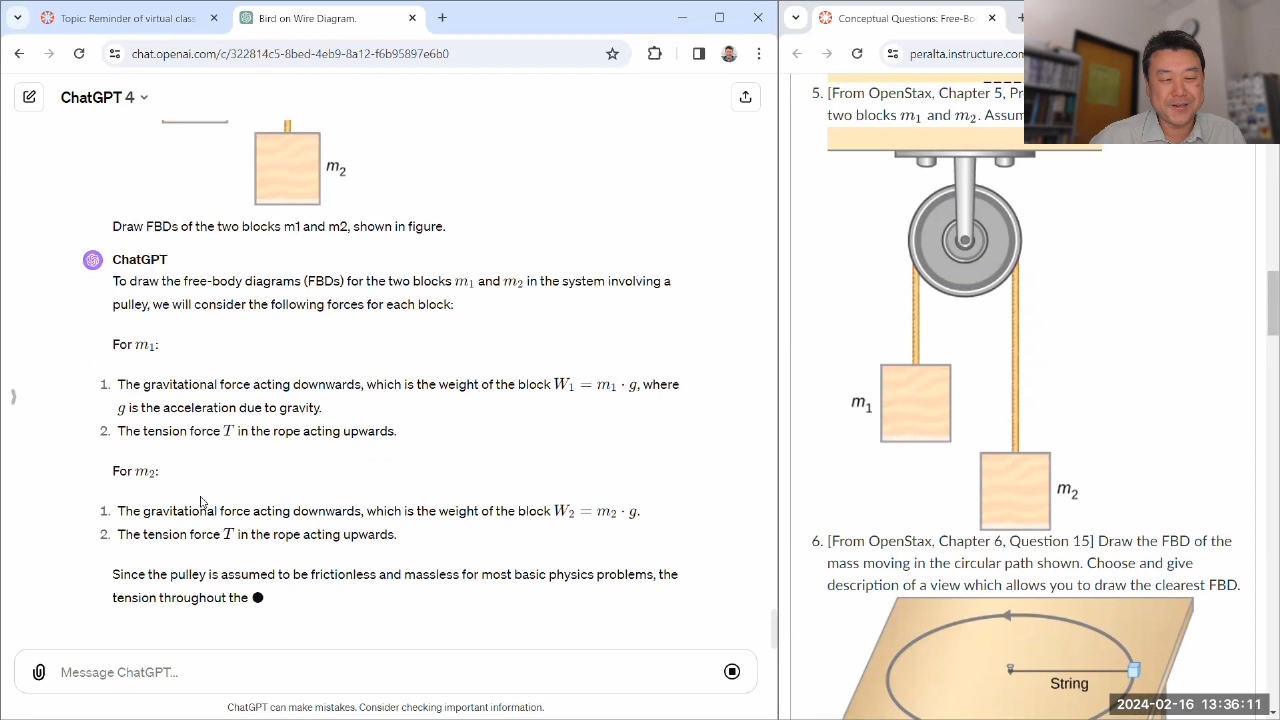 Topic: Reminder of virtual class
Bird on Wire Diagram.
chat.openai.com/c/322814c5-8bed-4eb9-8a12-f6b95897e6b0
ChatGPT 4
m2
Draw FBDs of the two blocks m1 and m2, shown in figure.
ChatGPT
To draw the free-body diagrams (FBDs) for the two blocks m1 and m2 in the system involving a
pulley, we will consider the following forces for each block:
For m1:
1. The gravitational force acting downwards, which is the weight of the block W1 = m1 · g, where
g is the acceleration due to gravity.
2. The tension force T in the rope acting upwards.
For m2:
1. The gravitational force acting downwards, which is the weight of the block W2 = m2 · g.
2. The tension force T in the rope acting upwards.
Since the pulley is assumed to be frictionless and massless for most basic physics problems, the
tension throughout the
Message ChatGPT...
ChatGPT can make mistakes. Consider checking important information.
Conceptual Questions: Free-Bo
peralta.instructure.com
5. [From OpenStax, Chapter 5, Pr
two blocks m1 and m2. Assum
m1
m2
6. [From OpenStax, Chapter 6, Question 15] Draw the FBD of the
mass moving in the circular path shown. Choose and give
description of a view which allows you to draw the clearest FBD.
String
2024-02-16 13:36:11